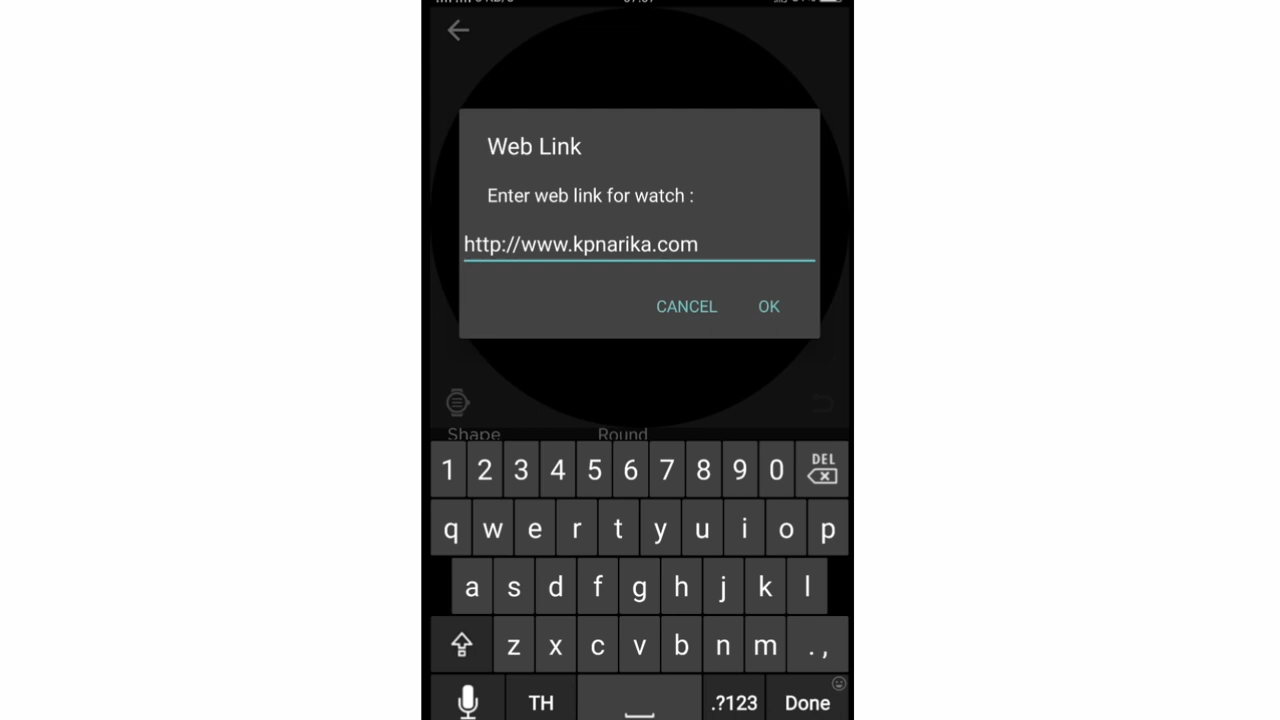 Web Link
Enter web link for watch :
http://www.kpnarika.com
CANCEL OK
Shape Round
1 2 3 4 5 6 7 8 9 0 DEL
q w e r t y u i o p
a s d f g h j k l
z x c v b n m . ,
TH .?123 Done